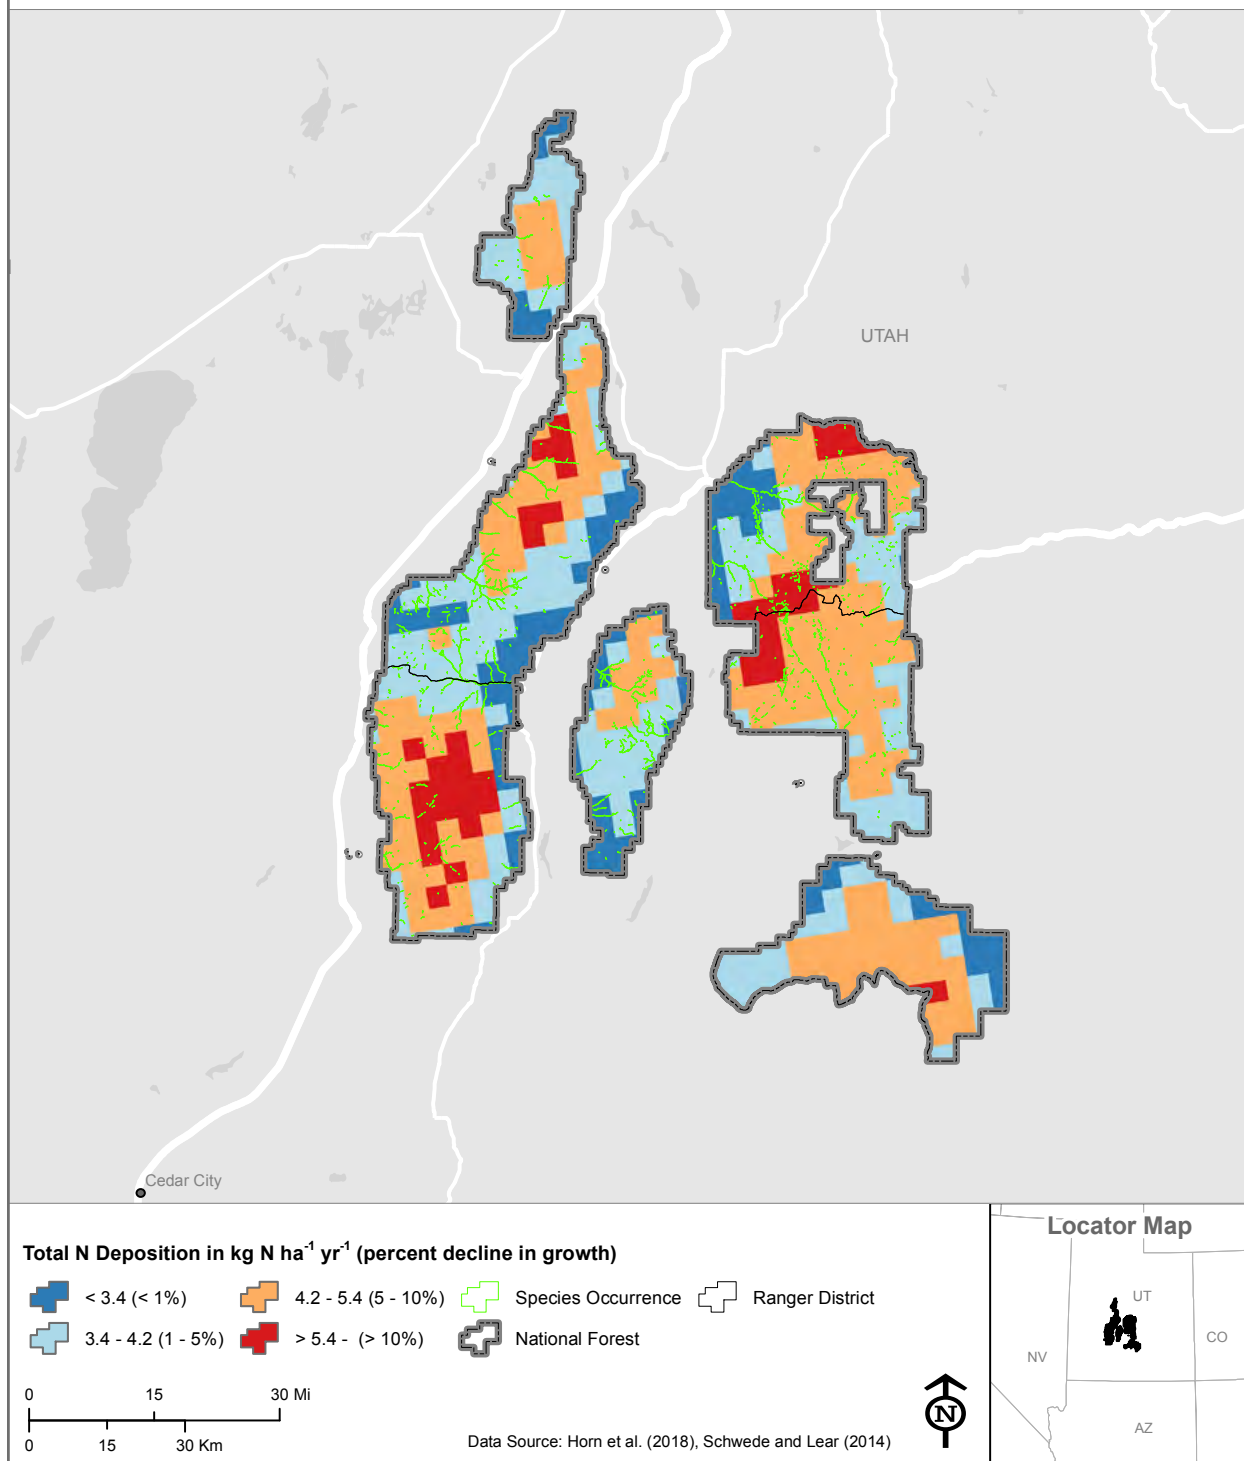 UTAH
Cedar City
Total N Deposition in kg N ha⁻¹ yr⁻¹ (percent decline in growth)
< 3.4 (< 1%)
4.2 - 5.4 (5 - 10%)
Species Occurrence
Ranger District
3.4 - 4.2 (1 - 5%)
> 5.4 - (> 10%)
National Forest
0 15 30 Mi
0 15 30 Km
N
Data Source: Horn et al. (2018), Schwede and Lear (2014)
Locator Map
UT
CO
NV
AZ